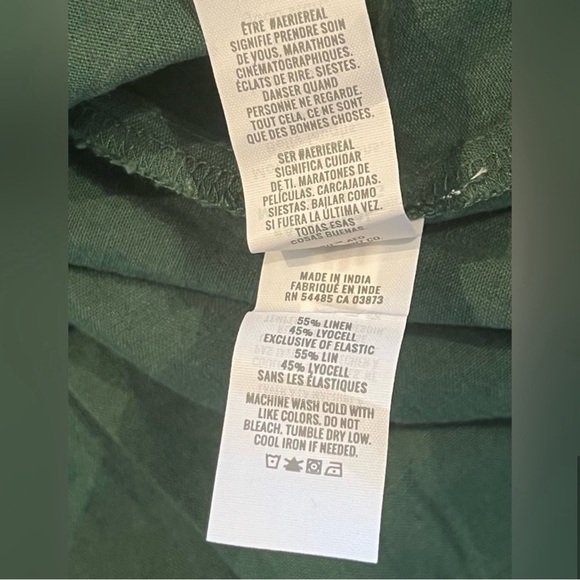 ÊTRE #AERIEREAL
SIGNIFIE PRENDRE SOIN
DE VOUS. MARATHONS
CINÉMATOGRAPHIQUES.
ÉCLATS DE RIRE. SIESTES.
DANSER QUAND
PERSONNE NE REGARDE.
TOUT CELA, CE NE SONT
QUE DES BONNES CHOSES.
SER #AERIEREAL
SIGNIFICA CUIDAR
DE TI. MARATONES DE
PELÍCULAS. CARCAJADAS.
SIESTAS. BAILAR COMO
SI FUERA LA ÚLTIMA VEZ.
TODAS ESAS
COSAS BUENAS.
MADE IN INDIA
FABRIQUÉ EN INDE
RN 54485 CA 03873
55% LINEN
45% LYOCELL
EXCLUSIVE OF ELASTIC
55% LIN
45% LYOCELL
SANS LES ÉLASTIQUES
MACHINE WASH COLD WITH
LIKE COLORS. DO NOT
BLEACH. TUMBLE DRY LOW.
COOL IRON IF NEEDED.